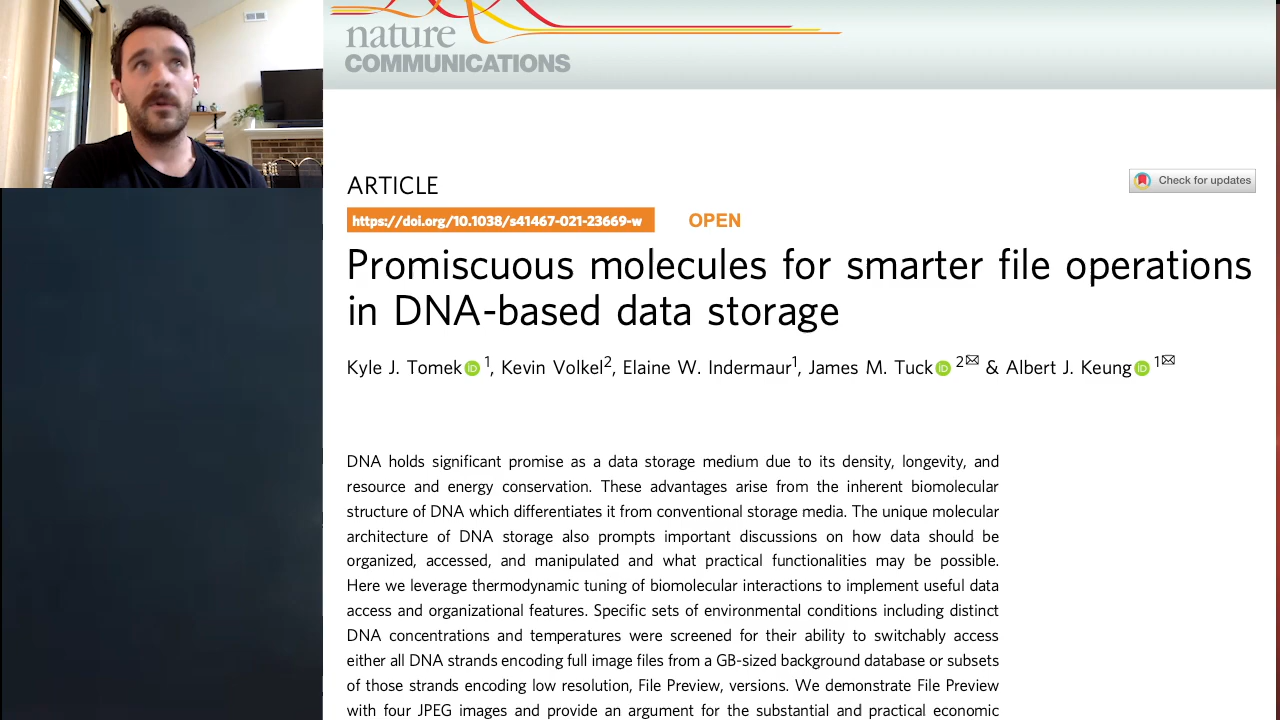 nature
COMMUNICATIONS
ARTICLE
Check for updates
https://doi.org/10.1038/s41467-021-23669-w OPEN
Promiscuous molecules for smarter file operations
in DNA-based data storage
Kyle J. Tomek iD 1, Kevin Volkel2, Elaine W. Indermaur1, James M. Tuck iD 2✉ & Albert J. Keung iD 1✉
DNA holds significant promise as a data storage medium due to its density, longevity, and
resource and energy conservation. These advantages arise from the inherent biomolecular
structure of DNA which differentiates it from conventional storage media. The unique molecular
architecture of DNA storage also prompts important discussions on how data should be
organized, accessed, and manipulated and what practical functionalities may be possible.
Here we leverage thermodynamic tuning of biomolecular interactions to implement useful data
access and organizational features. Specific sets of environmental conditions including distinct
DNA concentrations and temperatures were screened for their ability to switchably access
either all DNA strands encoding full image files from a GB-sized background database or subsets
of those strands encoding low resolution, File Preview, versions. We demonstrate File Preview
with four JPEG images and provide an argument for the substantial and practical economic